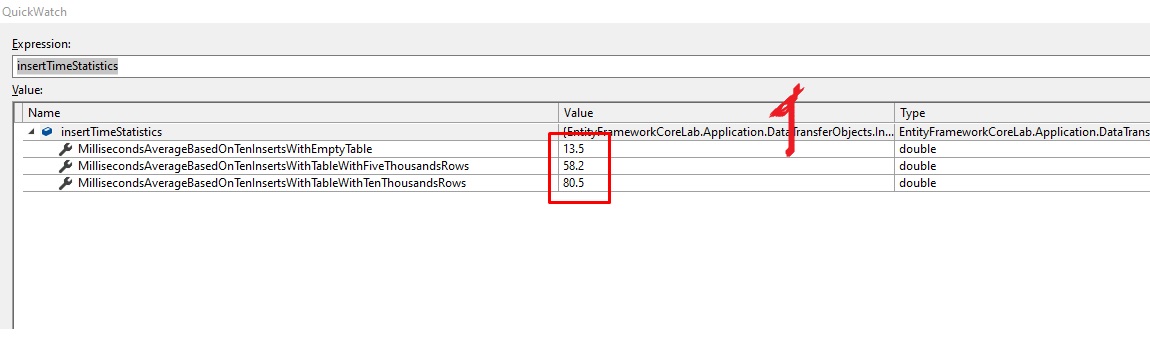 QuickWatch
Expression:
insertTimeStatistics
Value:
Name Value Type
insertTimeStatistics {EntityFrameworkCoreLab.Application.DataTransferObjects.In... EntityFrameworkCoreLab.Application.DataTrans
MillisecondsAverageBasedOnTenInsertsWithEmptyTable 13.5 double
MillisecondsAverageBasedOnTenInsertsWithTableWithFiveThousandsRows 58.2 double
MillisecondsAverageBasedOnTenInsertsWithTableWithTenThousandsRows 80.5 double